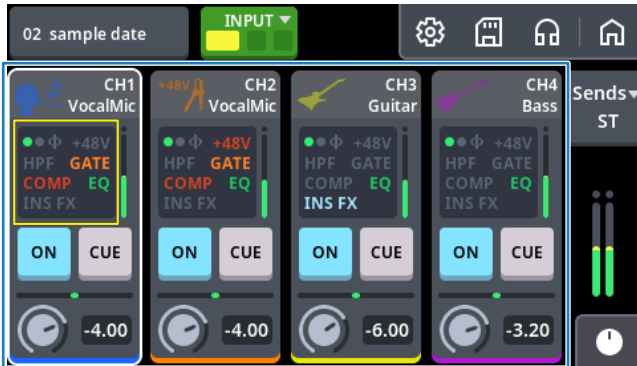 02 sample date
INPUT
CH1
VocalMic
Φ +48V
HPF GATE
COMP EQ
INS FX
ON CUE
-4.00
+48V
CH2
VocalMic
Φ +48V
HPF GATE
COMP EQ
INS FX
ON CUE
-4.00
CH3
Guitar
Φ +48V
HPF GATE
COMP EQ
INS FX
ON CUE
-6.00
CH4
Bass
Φ +48V
HPF GATE
COMP EQ
INS FX
ON CUE
-3.20
Sends
ST